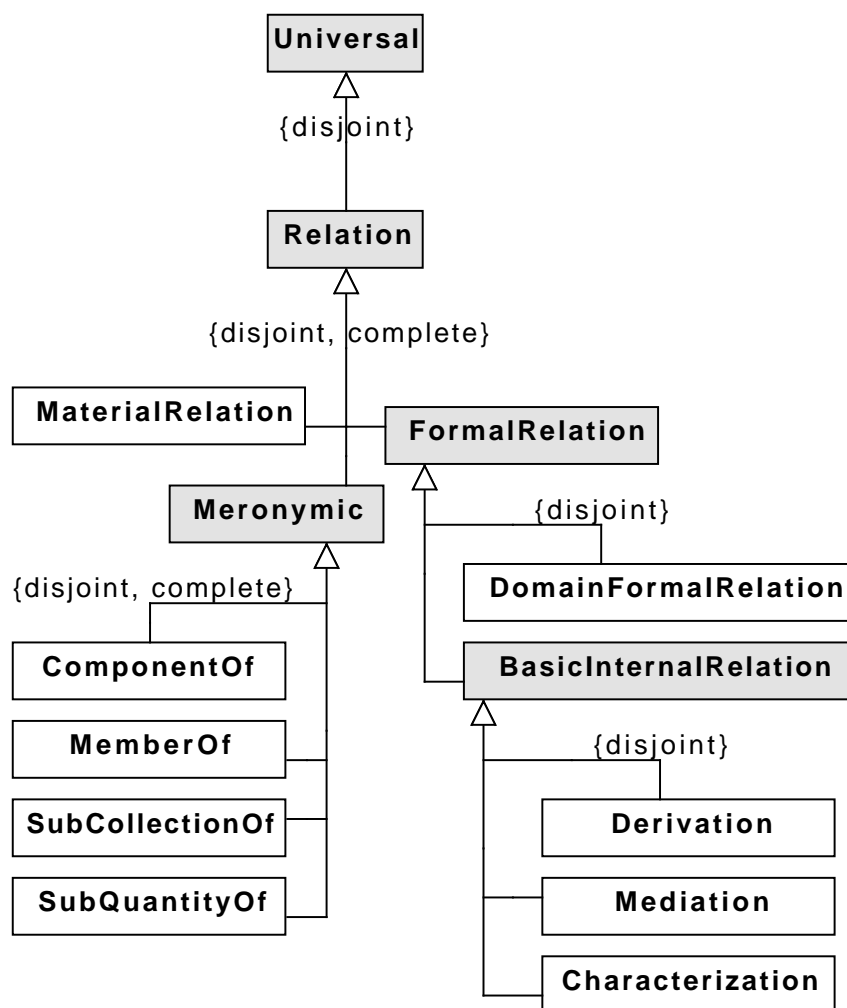 Universal
{disjoint}
Relation
{disjoint, complete}
MaterialRelation
FormalRelation
Meronymic
{disjoint}
{disjoint, complete}
DomainFormalRelation
ComponentOf
BasicInternalRelation
MemberOf
{disjoint}
SubCollectionOf
Derivation
SubQuantityOf
Mediation
Characterization